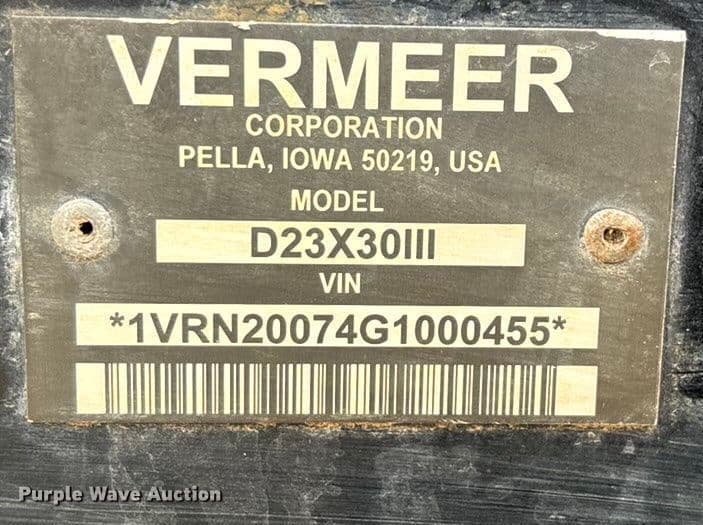 VERMEER
CORPORATION
PELLA, IOWA 50219, USA
MODEL
D23X30III
VIN
*1VRN20074G1000455*
Purple Wave Auction